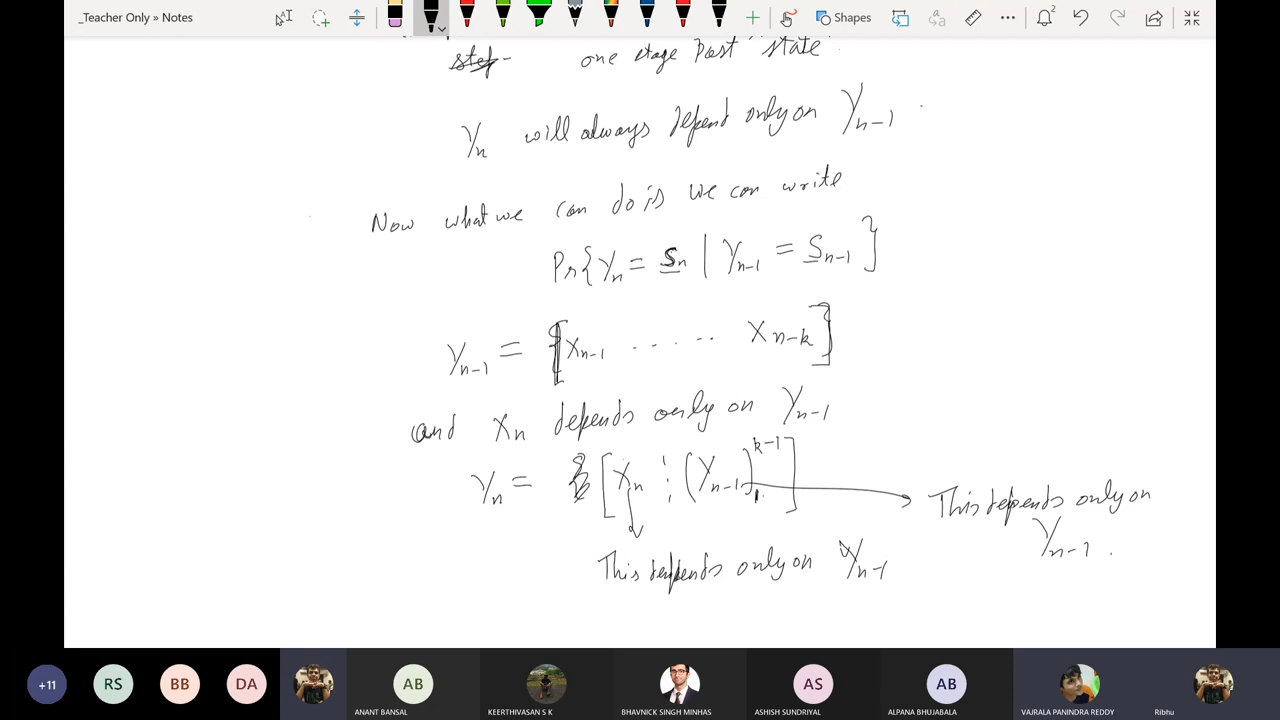 _Teacher Only » Notes
Shapes
step- one stage past "state"
Yn will always depend only on Yn-1
Now what we can do is we can write
Pr{Yn = Sn | Yn-1 = Sn-1}
Yn-1 = [Xn-1 ...... Xn-k]
and Xn depends only on Yn-1
Yn = [Xn ⋮ (Yn-1)₁^k-1]
This depends only on Yn-1
This depends only on Yn-1
+11
RS
BB
DA
AB
AS
AB
ANANT BANSAL
KEERTHIVASAN S K
BHAVNICK SINGH MINHAS
ASHISH SUNDRIYAL
ALPANA BHUJABALA
VAJRALA PANINDRA REDDY
Ribhu